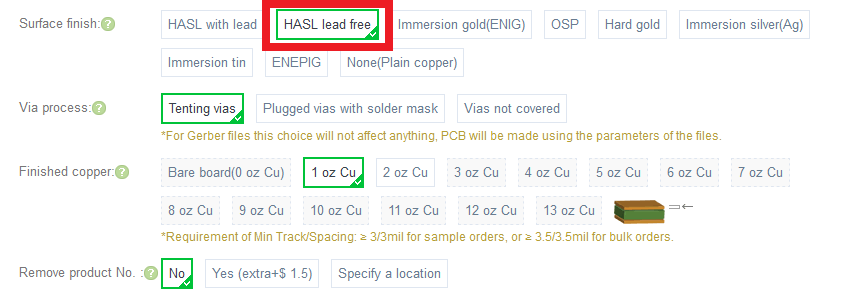 Surface finish:? HASL with lead HASL lead free Immersion gold(ENIG) OSP Hard gold Immersion silver(Ag)
Immersion tin ENEPIG None(Plain copper)
Via process:? Tenting vias Plugged vias with solder mask Vias not covered
*For Gerber files this choice will not affect anything, PCB will be made using the parameters of the files.
Finished copper:? Bare board(0 oz Cu) 1 oz Cu 2 oz Cu 3 oz Cu 4 oz Cu 5 oz Cu 6 oz Cu 7 oz Cu
8 oz Cu 9 oz Cu 10 oz Cu 11 oz Cu 12 oz Cu 13 oz Cu
*Requirement of Min Track/Spacing: ≥ 3/3mil for sample orders, or ≥ 3.5/3.5mil for bulk orders.
Remove product No. :? No Yes (extra+$ 1.5) Specify a location